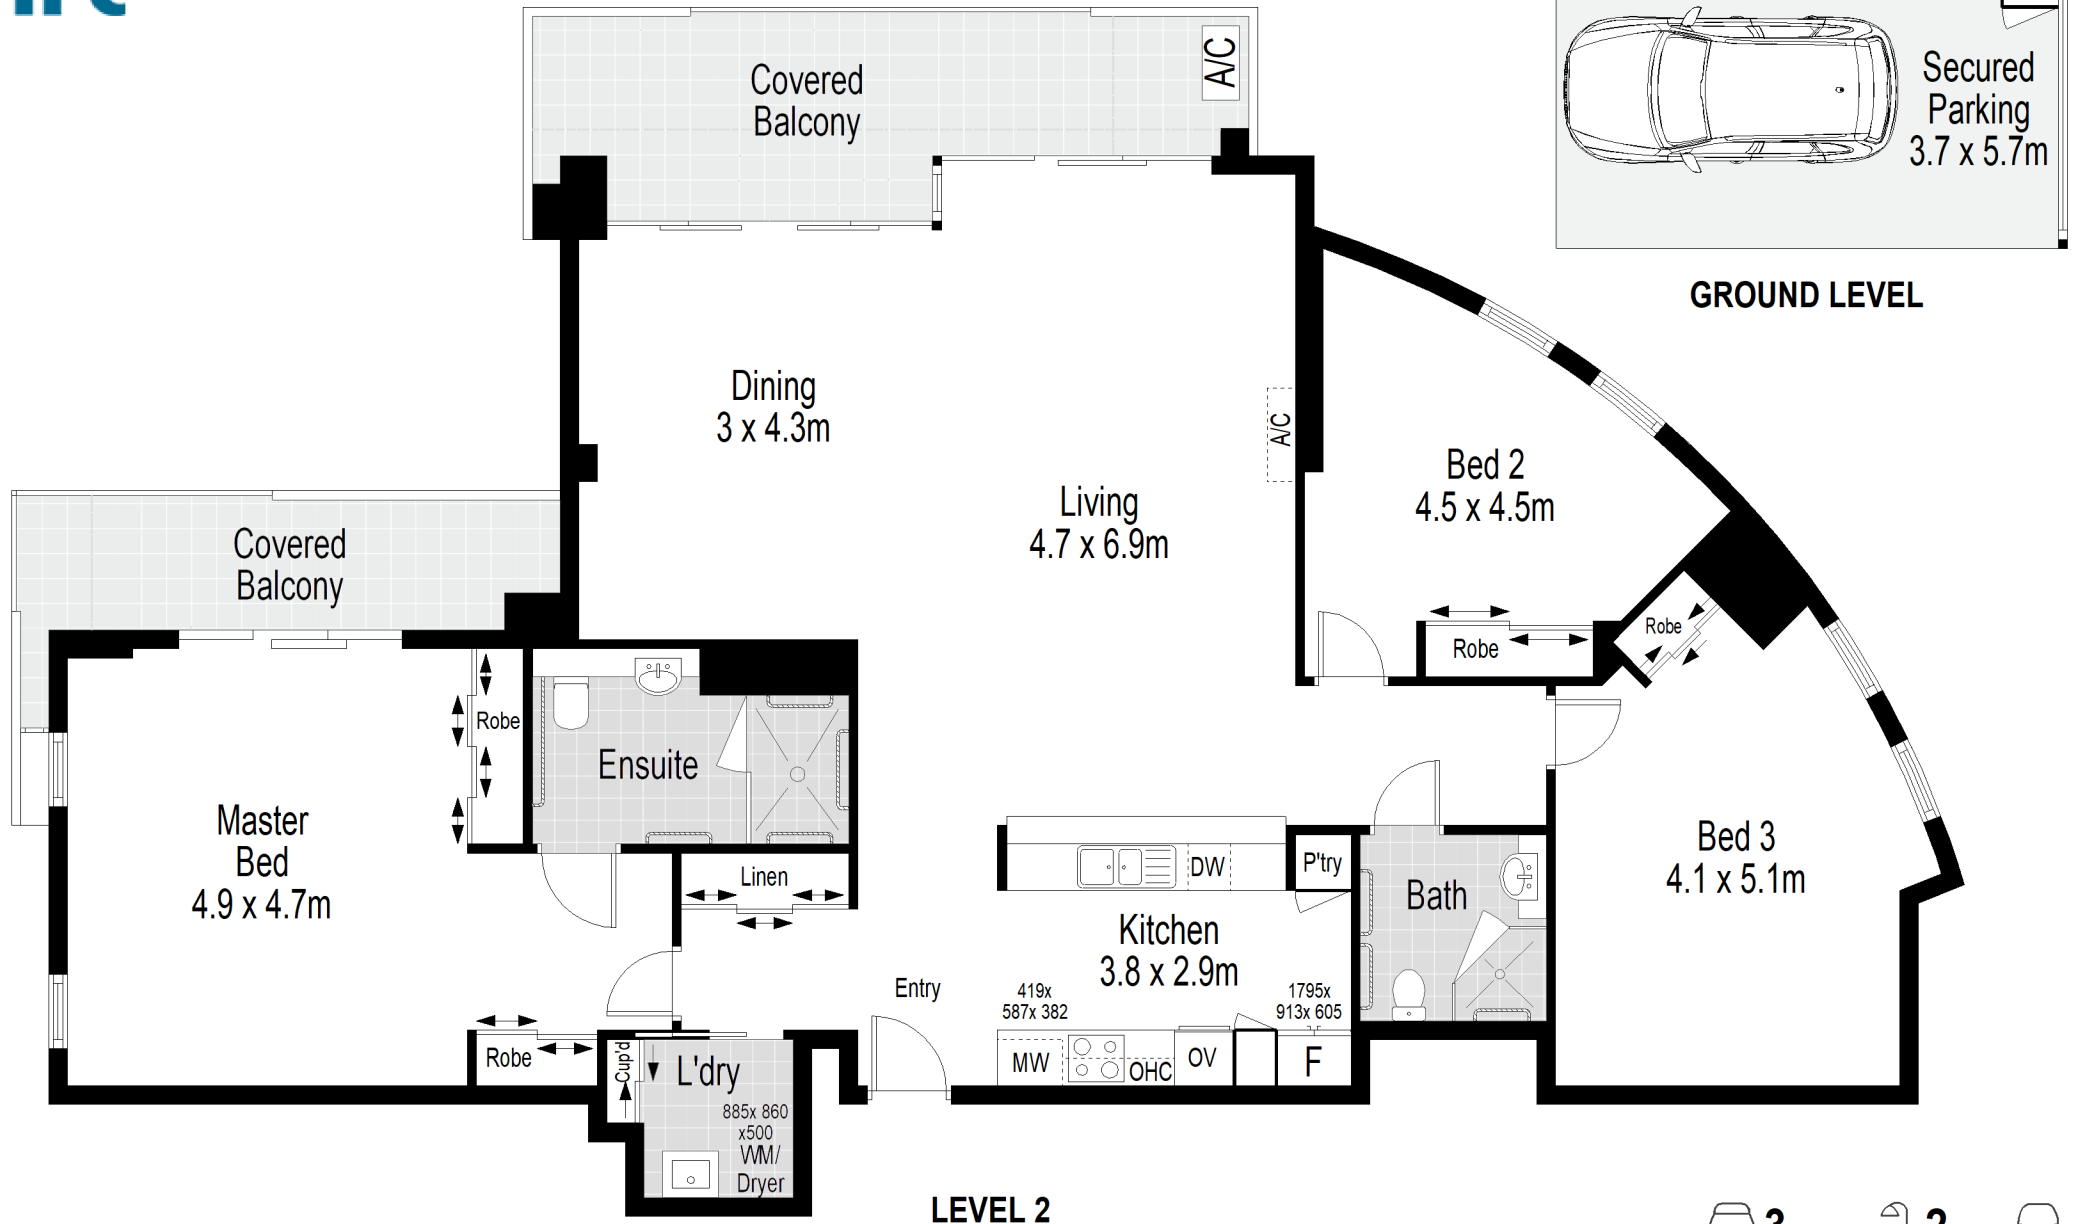 Covered
Balcony
A/C
Secured
Parking
3.7 x 5.7m
GROUND LEVEL
Dining
3 x 4.3m
A/C
Living
4.7 x 6.9m
Bed 2
4.5 x 4.5m
Covered
Balcony
Robe
Robe
Robe
Ensuite
Master
Bed
4.9 x 4.7m
Linen
DW
P'try
Bath
Bed 3
4.1 x 5.1m
Kitchen
3.8 x 2.9m
Entry
419x
587x 382
1795x
913x 605
Robe
Cup'd
L'dry
MW
OHC
OV
F
885x 860
x500
WM/
Dryer
LEVEL 2
3
2